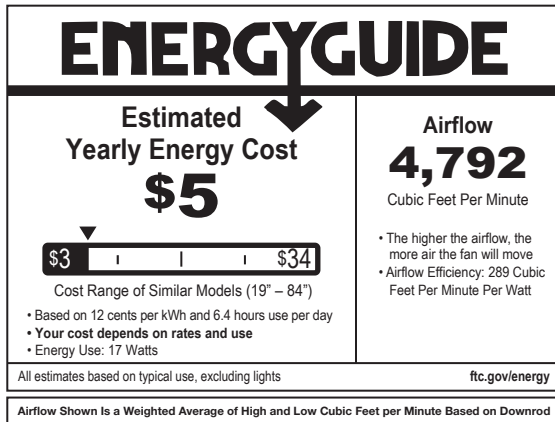 ENERGYGUIDE
Estimated
Yearly Energy Cost
$5
$3
$34
Cost Range of Similar Models (19” – 84”)
• Based on 12 cents per kWh and 6.4 hours use per day
• Your cost depends on rates and use
• Energy Use: 17 Watts
Airflow
4,792
Cubic Feet Per Minute
• The higher the airflow, the
more air the fan will move
• Airflow Efficiency: 289 Cubic
Feet Per Minute Per Watt
All estimates based on typical use, excluding lights
ftc.gov/energy
Airflow Shown Is a Weighted Average of High and Low Cubic Feet per Minute Based on Downrod